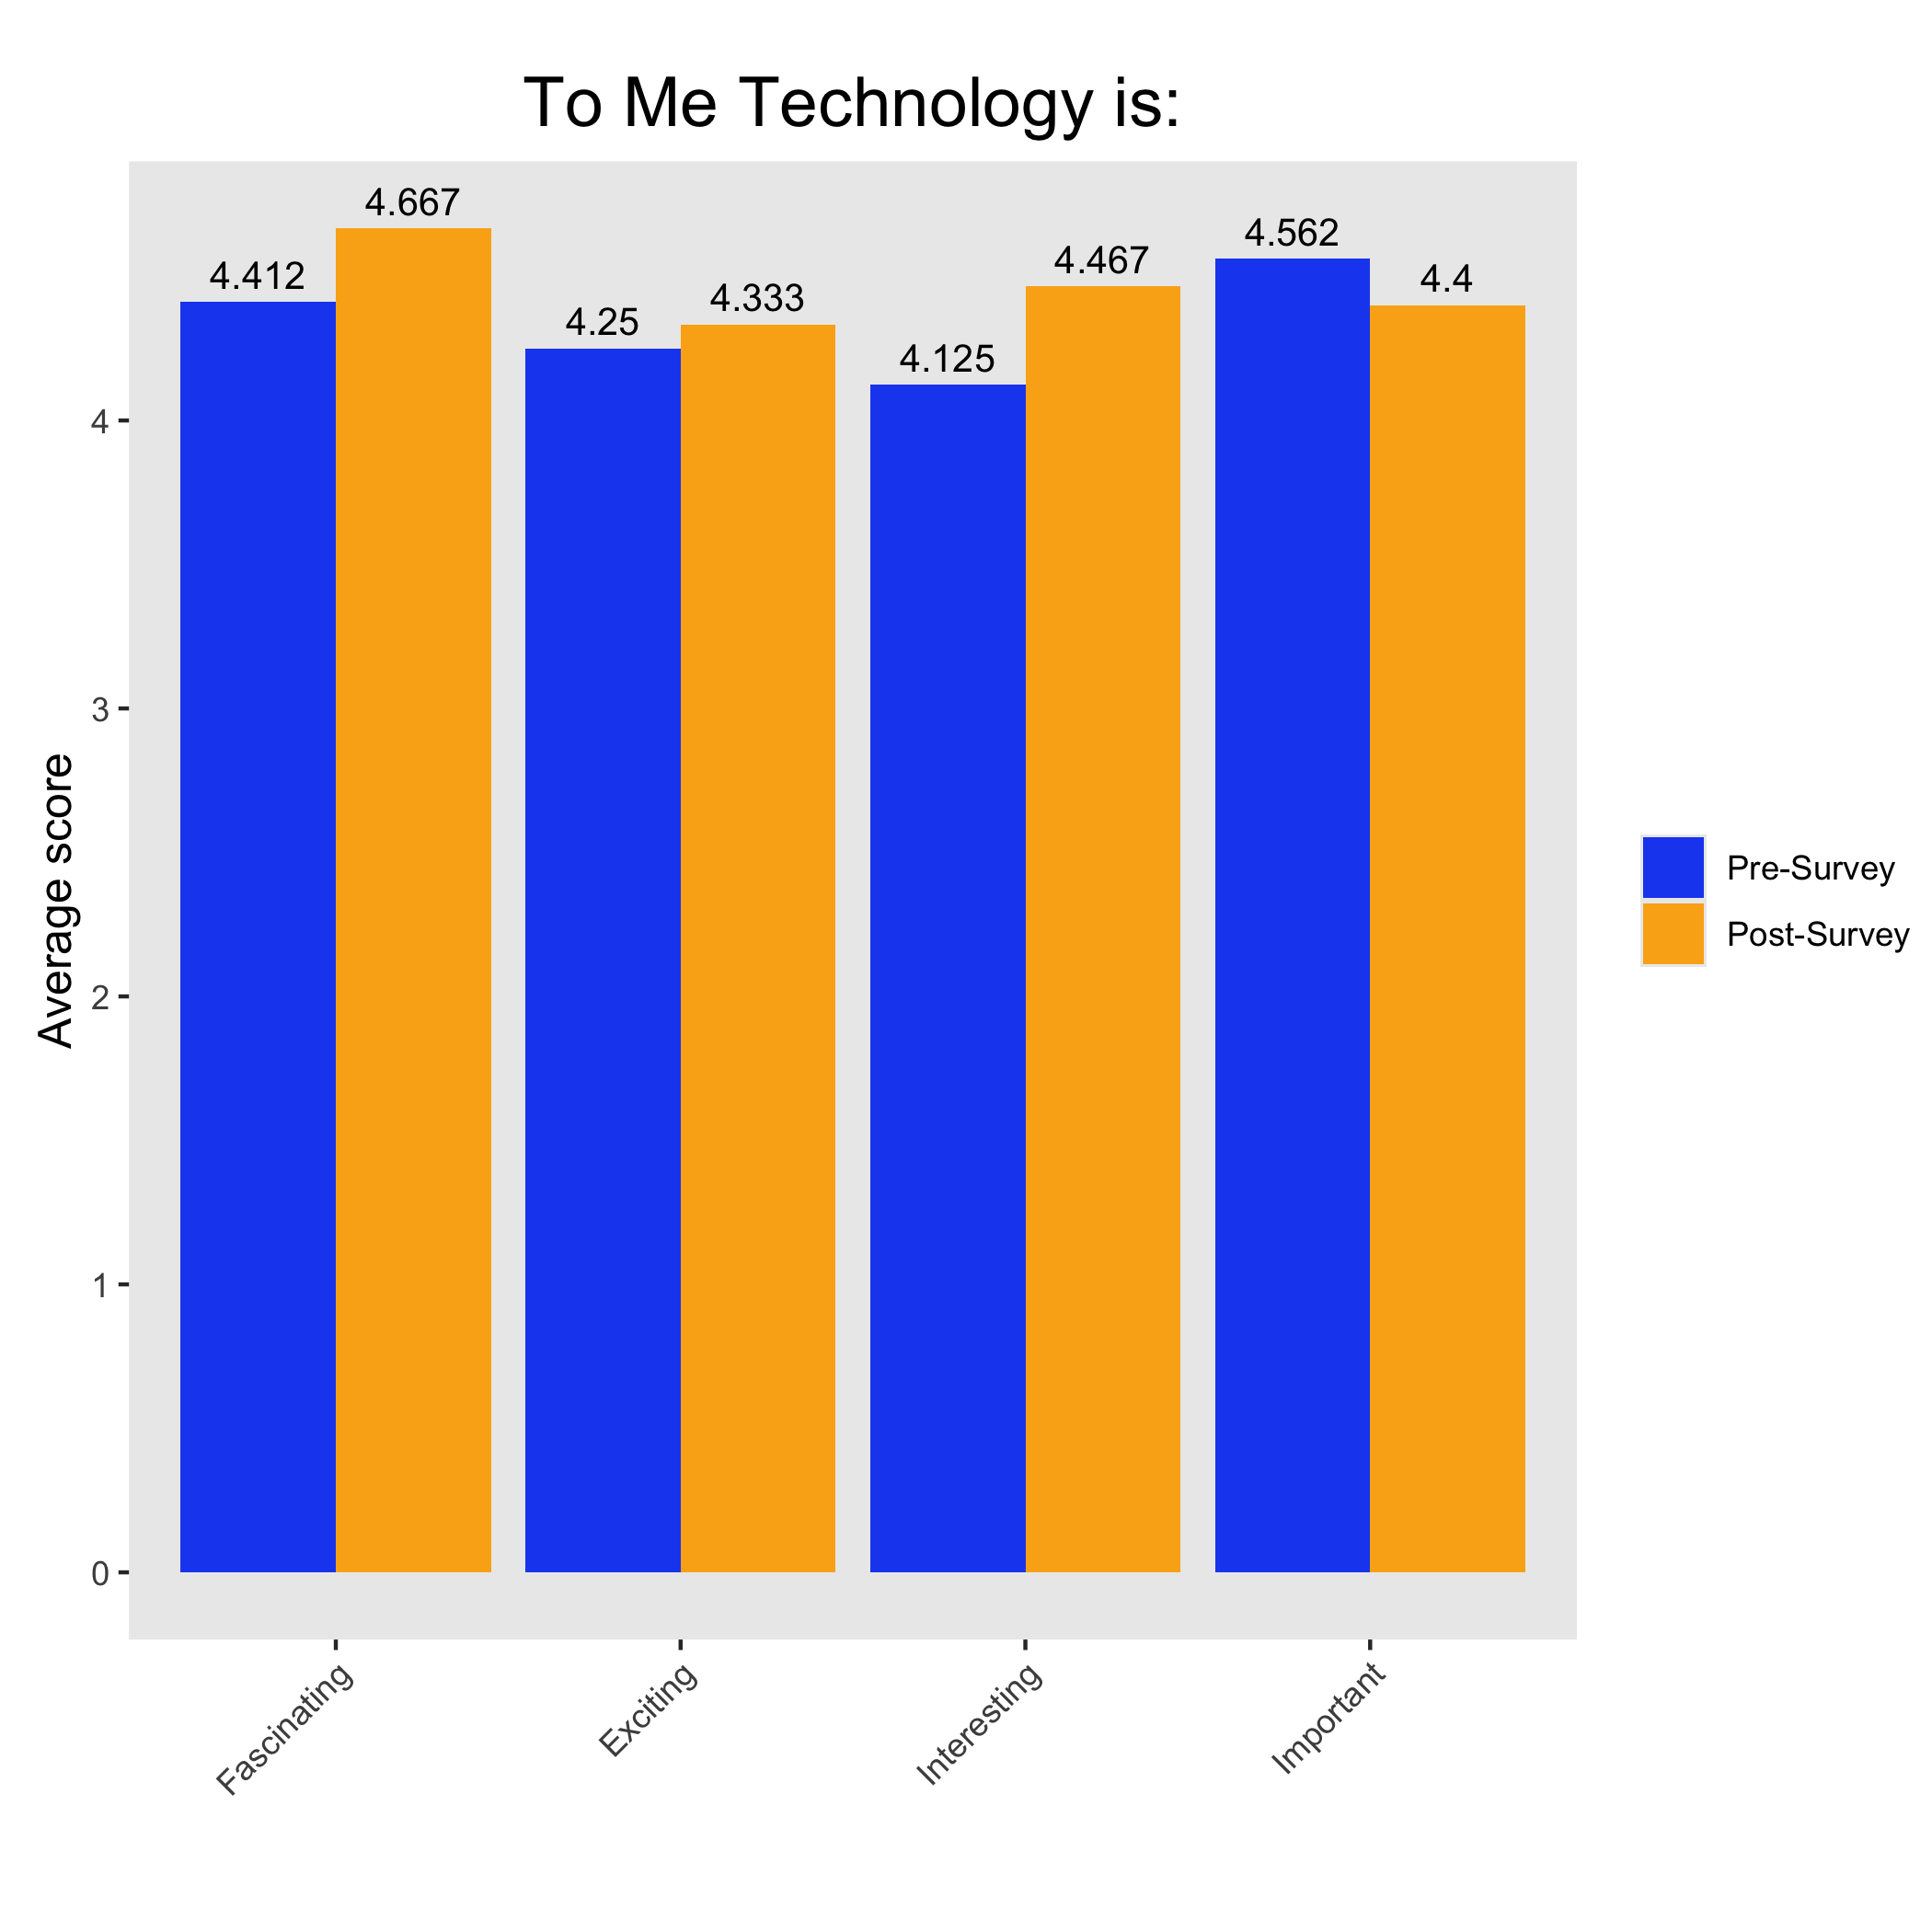 To Me Technology is:
4.667
4.412
4.562
4.467
4.4
4.333
4.25
4.125
4
3
2
1
0
Average score
Pre-Survey
Post-Survey
Fascinating
Exciting
Interesting
Important